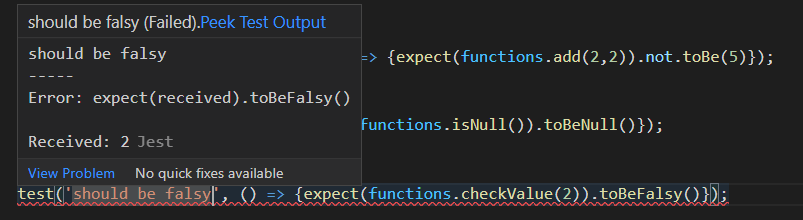 should be falsy (Failed).Peek Test Output
should be falsy
-----
Error: expect(received).toBeFalsy()
Received: 2 Jest
View Problem No quick fixes available
=> {expect(functions.add(2,2)).not.toBe(5)});
functions.isNull()).toBeNull()});
test('should be falsy', () => {expect(functions.checkValue(2)).toBeFalsy()});